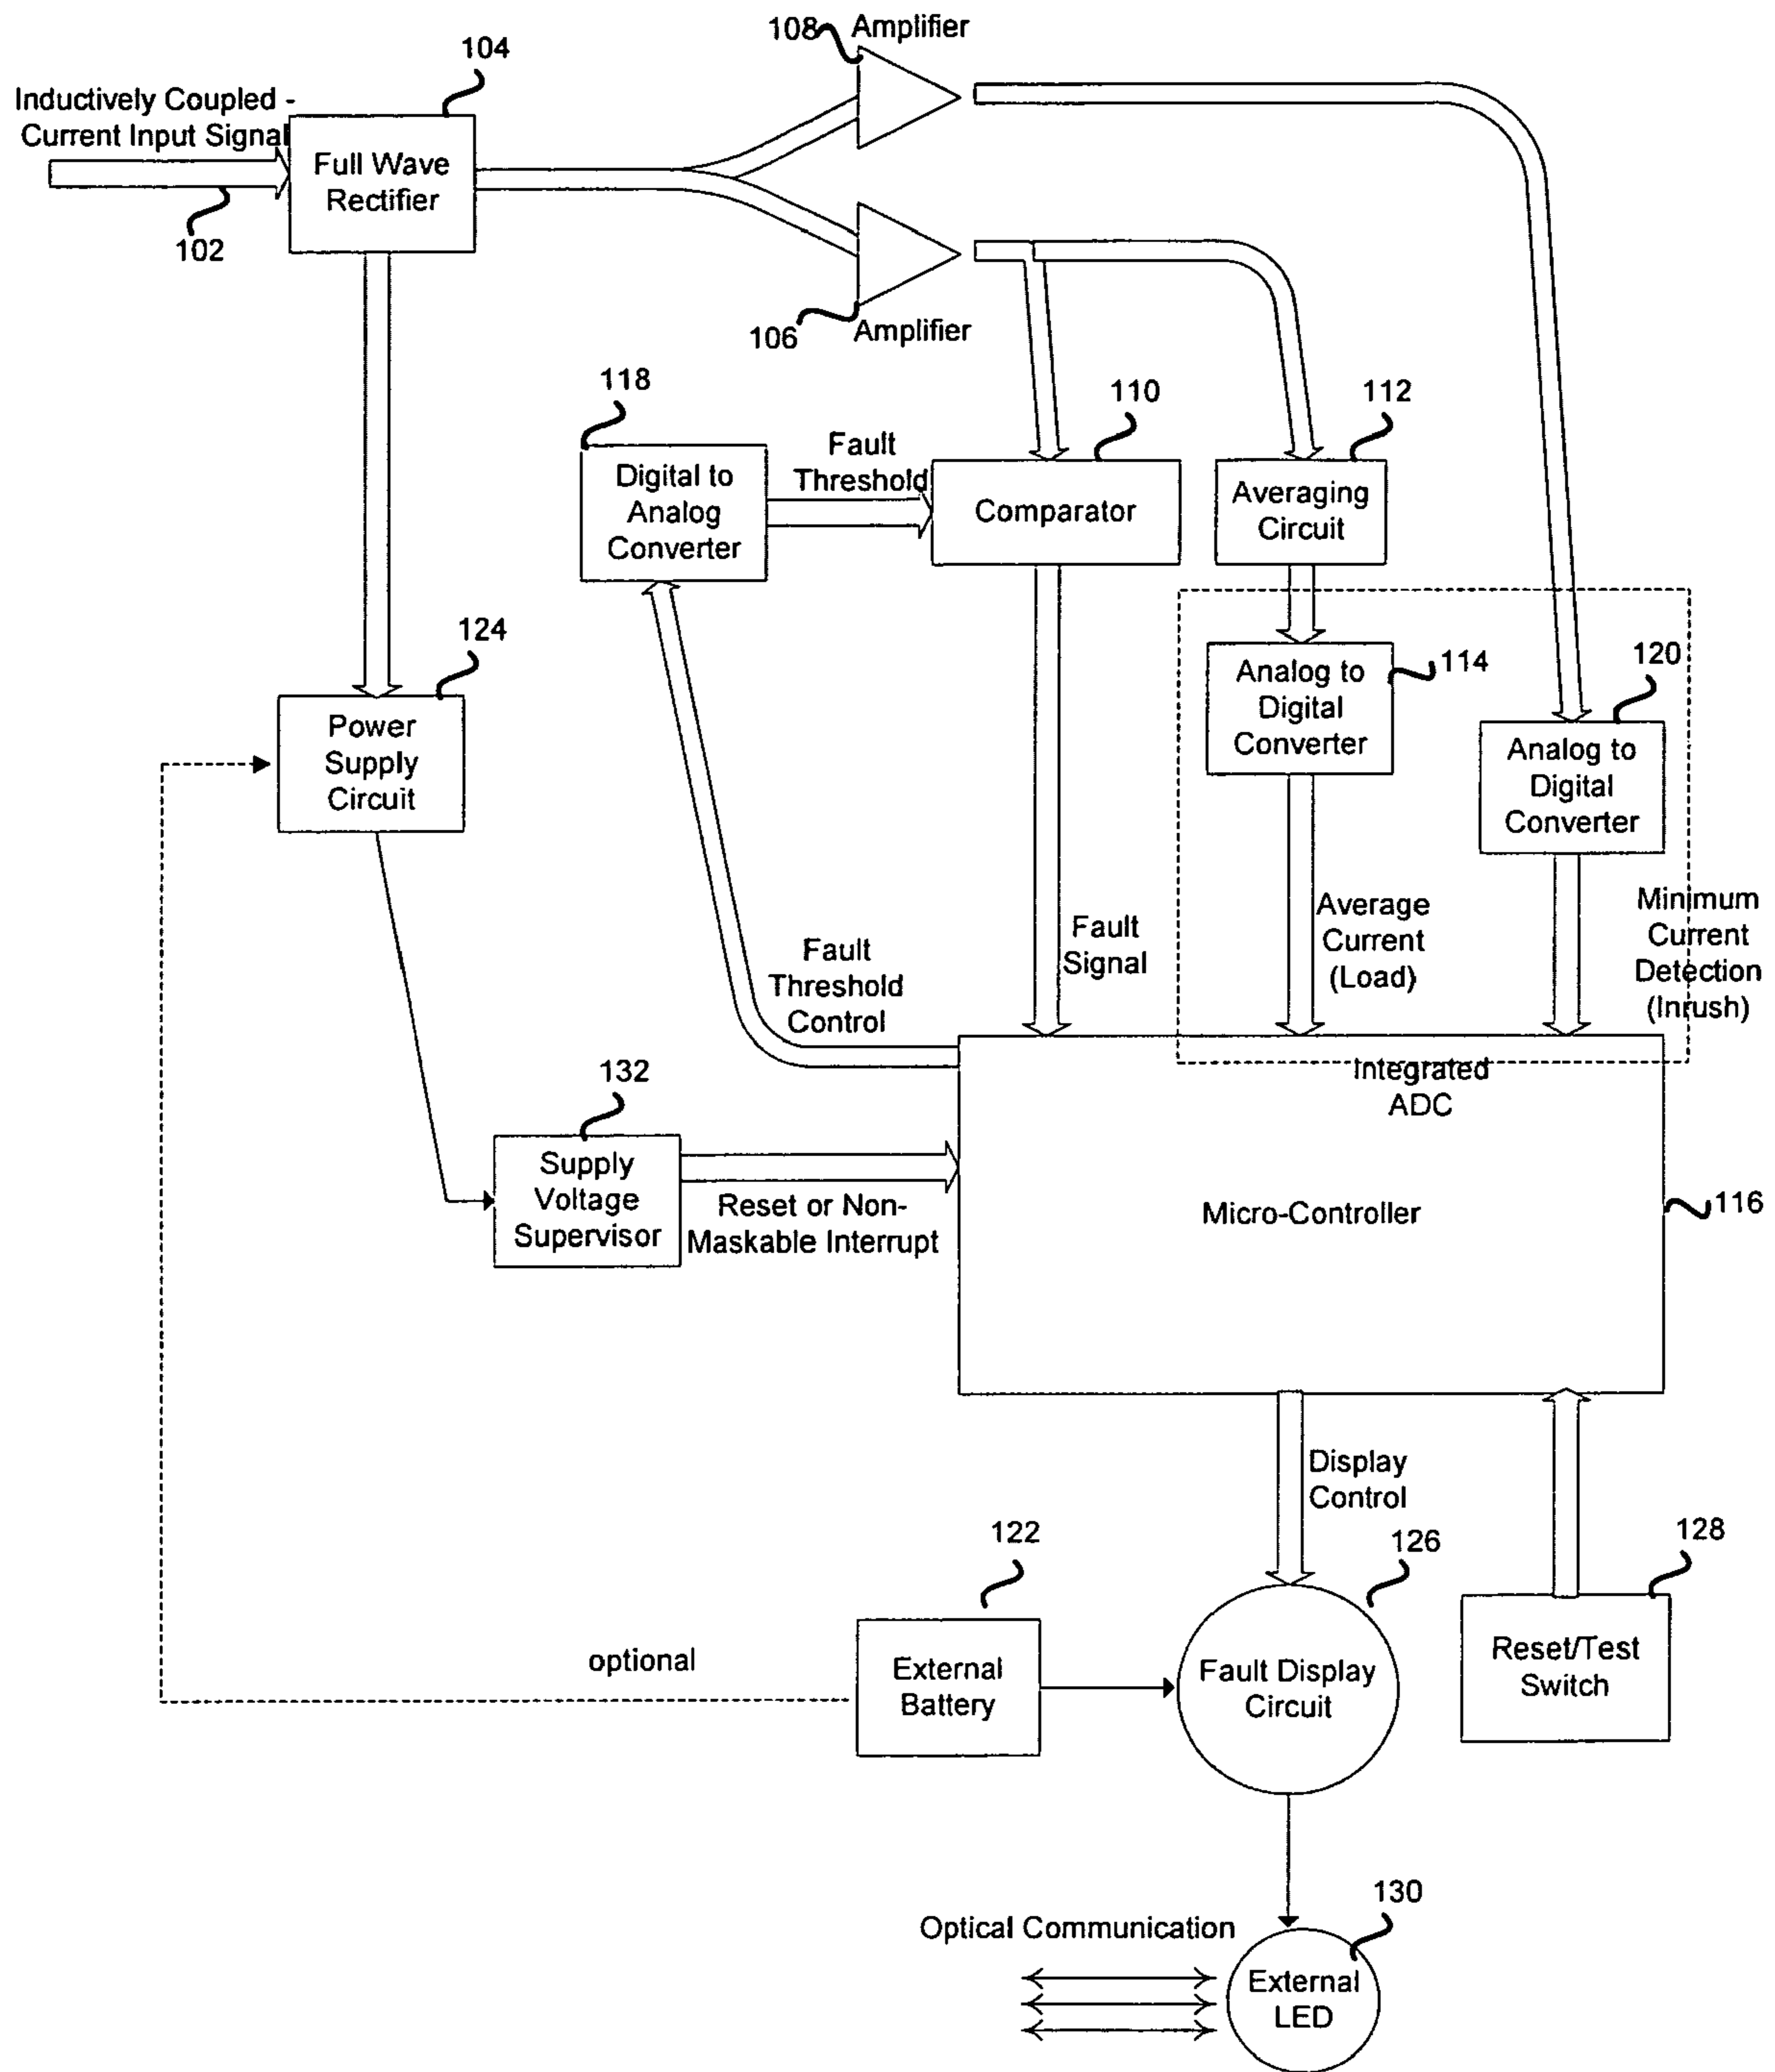 108
Amplifier
104
Inductively Coupled -
Current Input Signal
Full Wave
Rectifier
102
106
Amplifier
118
110
112
Digital to
Analog
Converter
Fault
Threshold
Comparator
Averaging
Circuit
124
114
120
Power
Supply
Circuit
Analog to
Digital
Converter
Analog to
Digital
Converter
Fault
Threshold
Control
Fault
Signal
Average
Current
(Load)
Minimum
Current
Detection
(Inrush)
132
Integrated
ADC
Supply
Voltage
Supervisor
Reset or Non-
Maskable Interrupt
Micro-Controller
116
Display
Control
122
126
128
optional
External
Battery
Fault Display
Circuit
Reset/Test
Switch
130
Optical Communication
External
LED